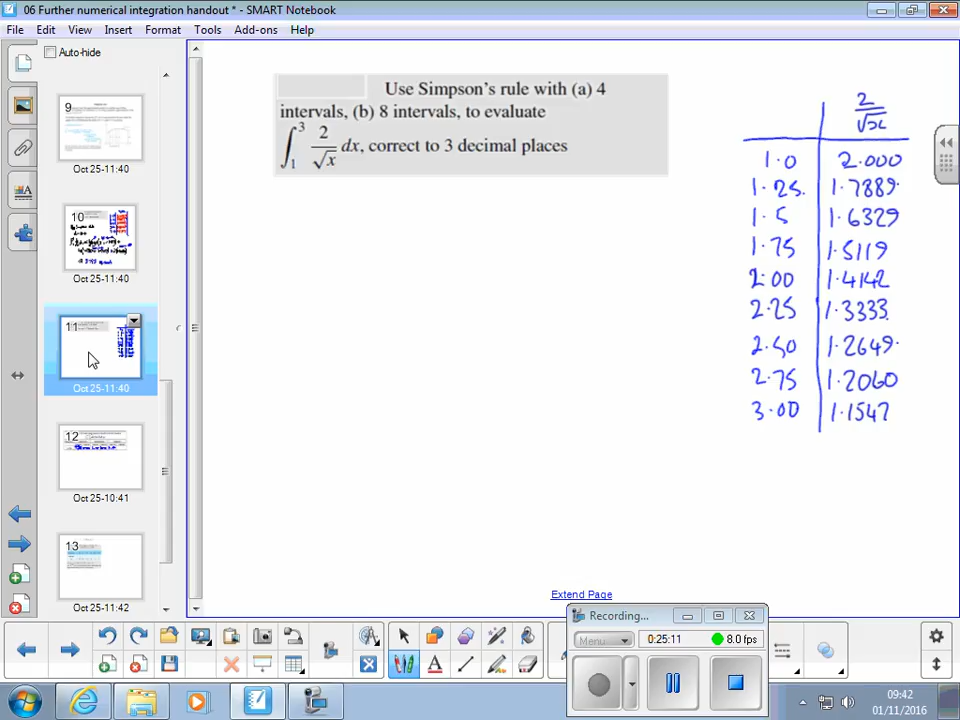 06 Further numerical integration handout * - SMART Notebook
File Edit View Insert Format Tools Add-ons Help
Auto-hide
9
Oct 25-11:40
10
Oct 25-11:40
11
Oct 25-11:40
12
Oct 25-10:41
13
Oct 25-11:42
Use Simpson's rule with (a) 4
intervals, (b) 8 intervals, to evaluate
∫₁³ 2/√x dx, correct to 3 decimal places
2/√x
1.0 2.000
1.25. 1.7889.
1.5 1.6329
1.75 1.5119
2.00 1.4142
2.25 1.3333.
2.50 1.2649.
2.75 1.2060
3.00 1.1547
Extend Page
Recording...
Menu 0:25:11 8.0 fps
09:42
01/11/2016